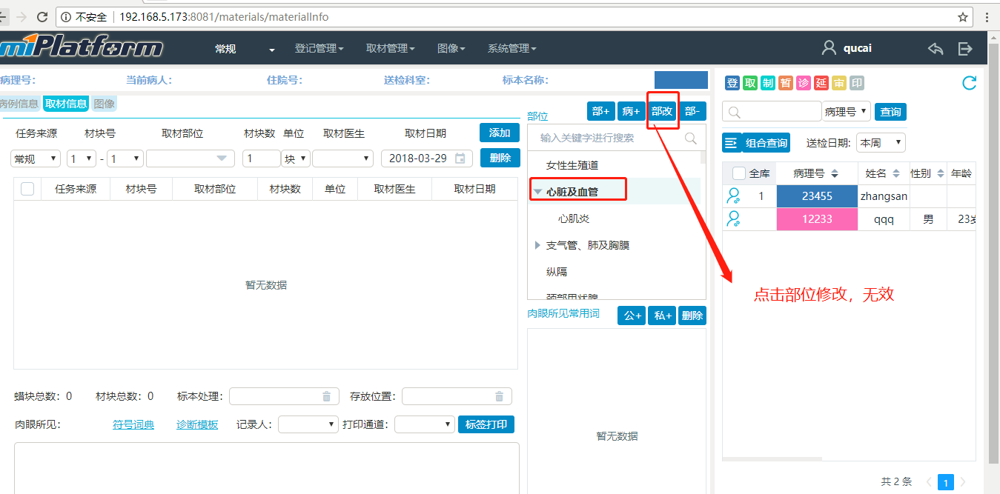 不安全 192.168.5.173:8081/materials/materialInfo
miPlatform 常规 登记管理 取材管理 图像 系统管理 qucai
病理号: 当前病人: 住院号: 送检科室: 标本名称:
登 取 制 暂 诊 延 审 印
病例信息 取材信息 图像
部位 部+ 病+ 部改 部-
病理号 查询
任务来源 材块号 取材部位 材块数 单位 取材医生 取材日期 添加
常规 1 - 1 1 块 2018-03-29 删除
输入关键字进行搜索
组合查询 送检日期: 本周
任务来源 材块号 取材部位 材块数 单位 取材医生 取材日期
暂无数据
女性生殖道
心脏及血管
心肌炎
支气管、肺及胸膜
纵隔
颈部甲状腺
全库 病理号 姓名 性别 年龄
1 23455 zhangsan
12233 qqq 男 23岁
点击部位修改，无效
肉眼所见常用词 公+ 私+ 删除
暂无数据
蜡块总数: 0 材块总数: 0 标本处理: 存放位置:
肉眼所见: 符号词典 诊断模板 记录人: 打印通道: 标签打印
共 2 条 1